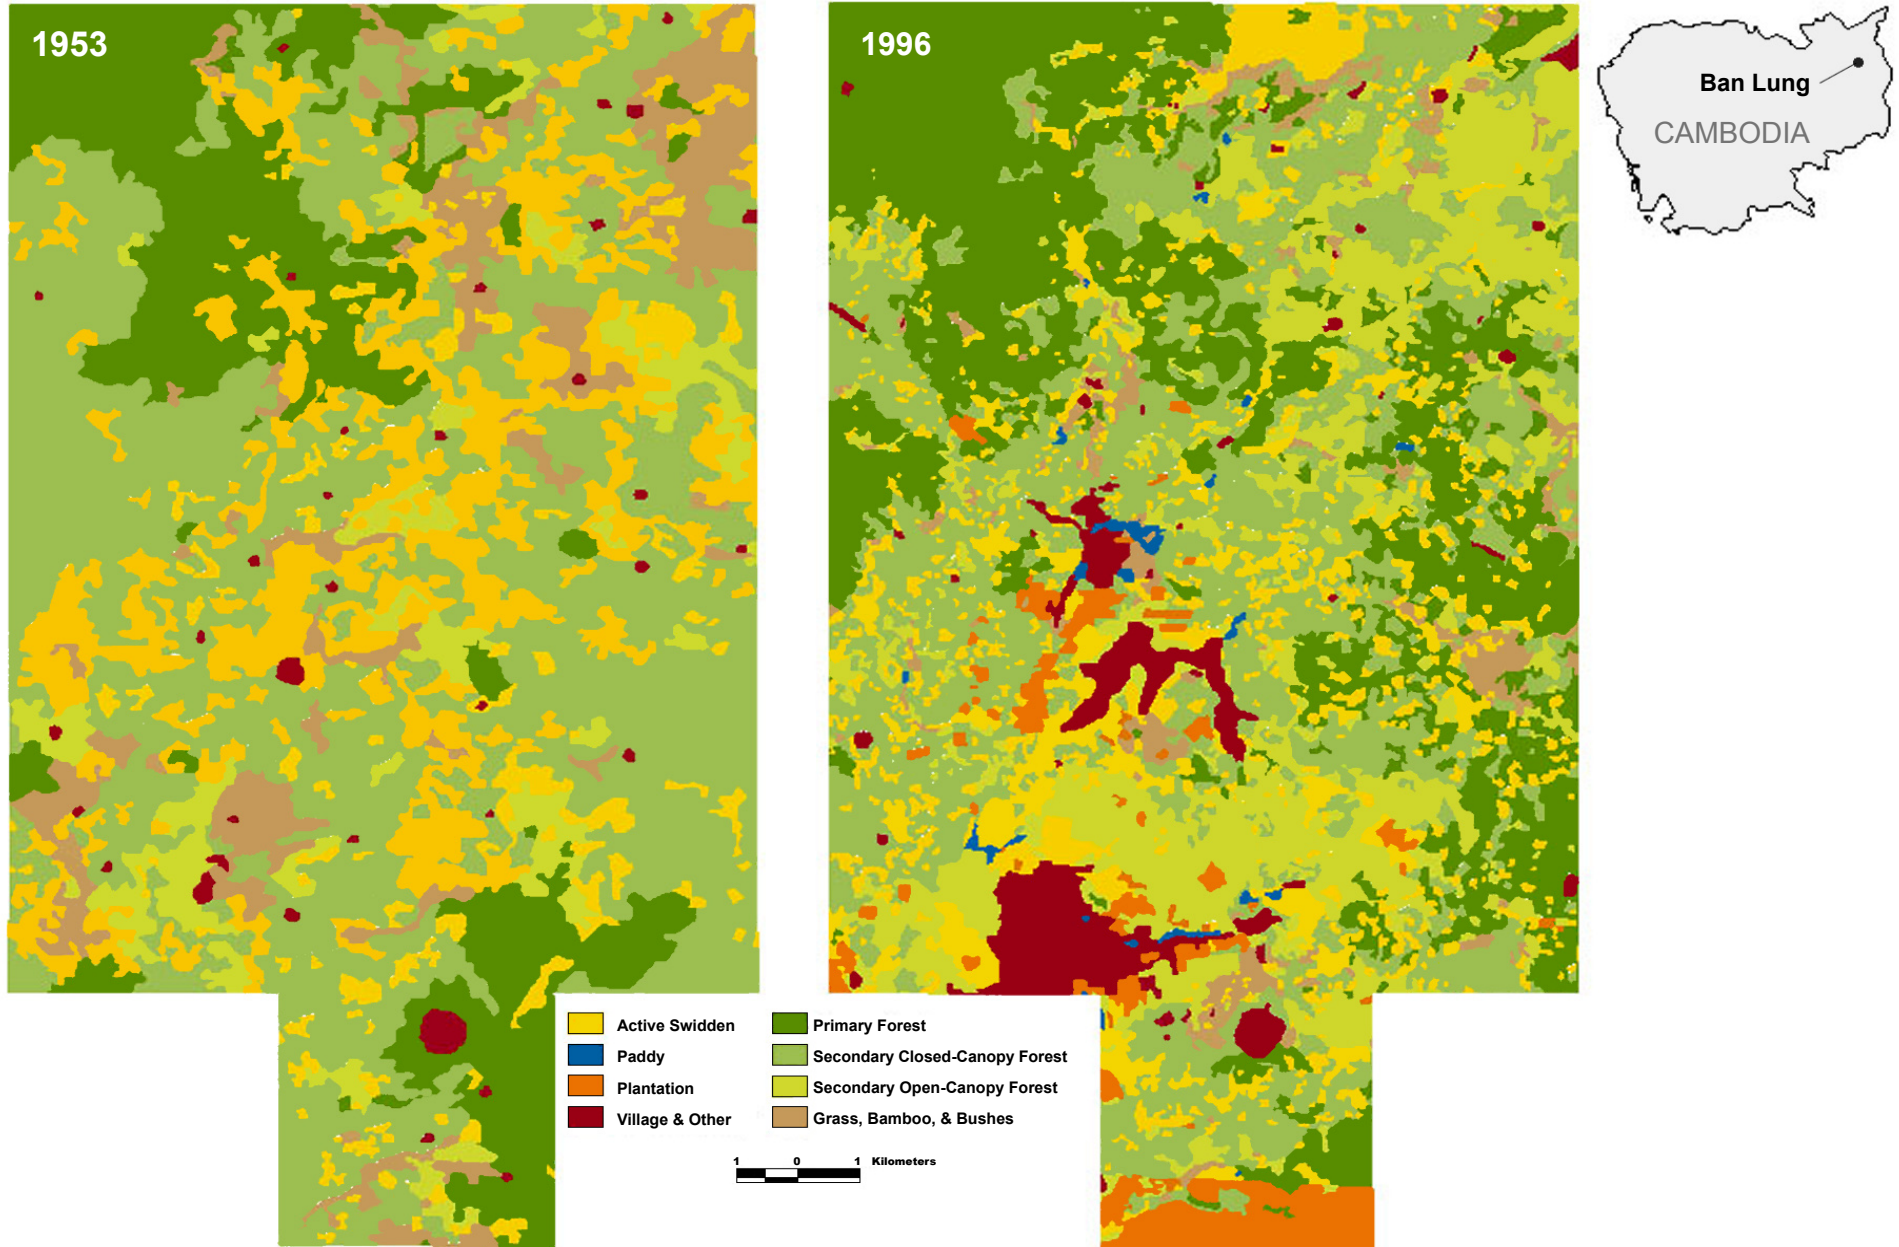 1953
1996
Ban Lung
CAMBODIA
Active Swidden
Paddy
Plantation
Village & Other
Primary Forest
Secondary Closed-Canopy Forest
Secondary Open-Canopy Forest
Grass, Bamboo, & Bushes
1 0 1 Kilometers